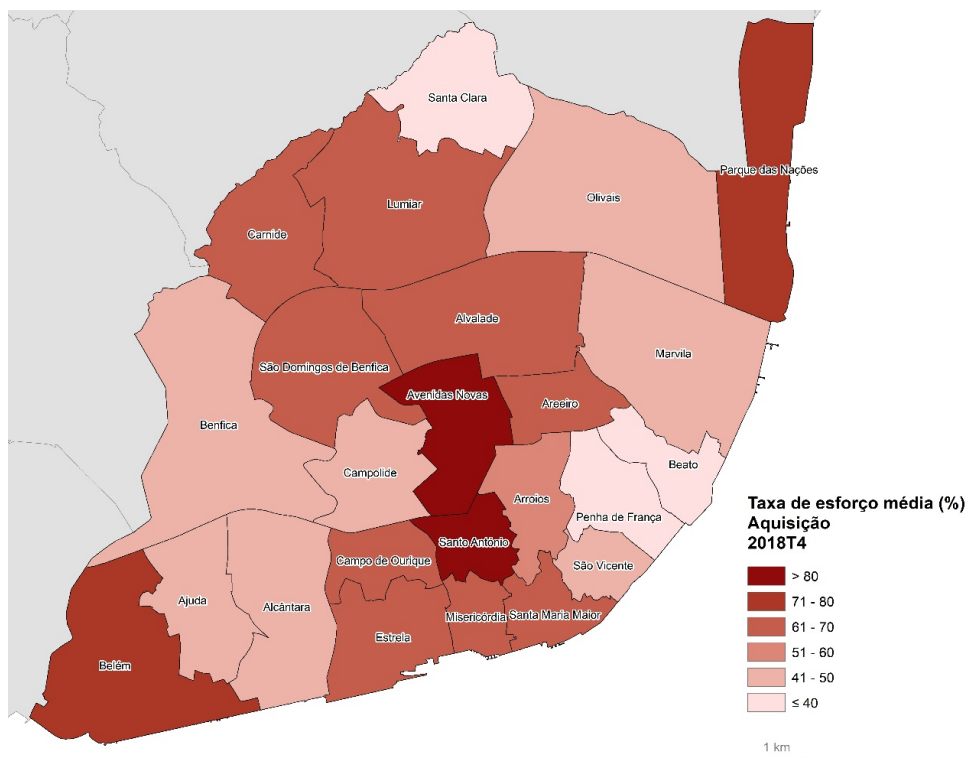 Santa Clara
Parque das Nações
Olivais
Lumiar
Carnide
Alvalade
Marvila
São Domingos de Benfica
Avenidas Novas
Areeiro
Benfica
Beato
Campolide
Arroios
Penha de França
Santo António
Campo de Ourique
São Vicente
Ajuda
Alcântara
Misericórdia
Santa Maria Maior
Estrela
Belém
Taxa de esforço média (%)
Aquisição
2018T4
> 80
71 - 80
61 - 70
51 - 60
41 - 50
≤ 40
1 km